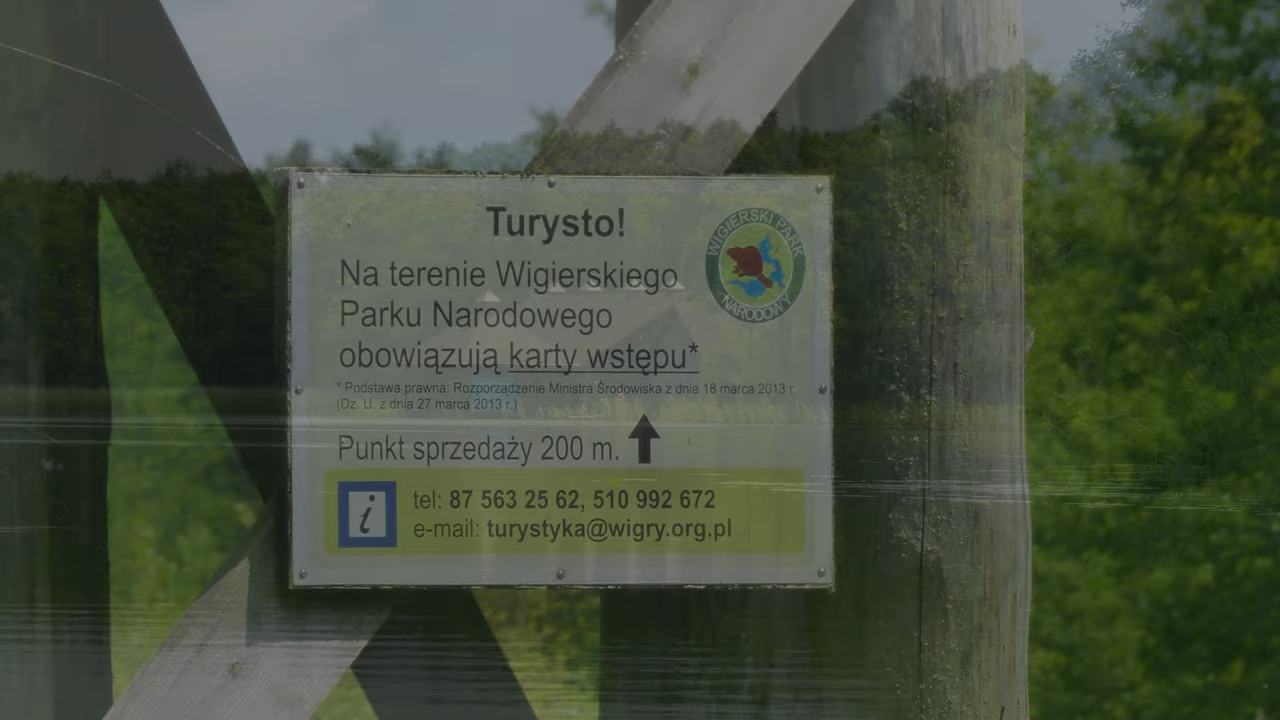 Turysto!
WIGIERSKI PARK
NARODOWY
Na terenie Wigierskiego
Parku Narodowego
obowiązują karty wstępu*
* Podstawa prawna: Rozporządzenie Ministra Środowiska z dnia 18 marca 2013 r
(Dz. U. z dnia 27 marca 2013 r.)
Punkt sprzedaży 200 m.
i
tel: 87 563 25 62, 510 992 672
e-mail: turystyka@wigry.org.pl